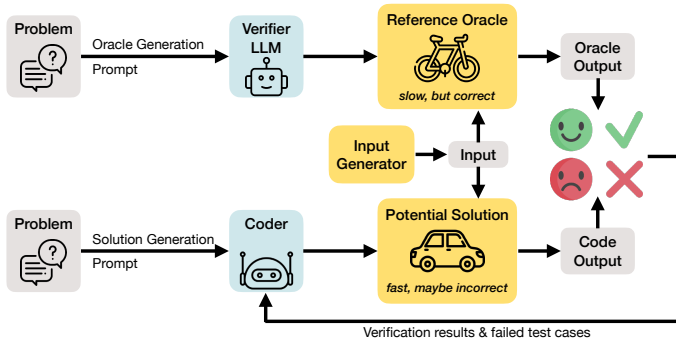 Problem
?
Oracle Generation
Prompt
Verifier
LLM
Reference Oracle
slow, but correct
Oracle
Output
Input
Generator
Input
Problem
?
Solution Generation
Prompt
Coder
Potential Solution
fast, maybe incorrect
Code
Output
Verification results & failed test cases